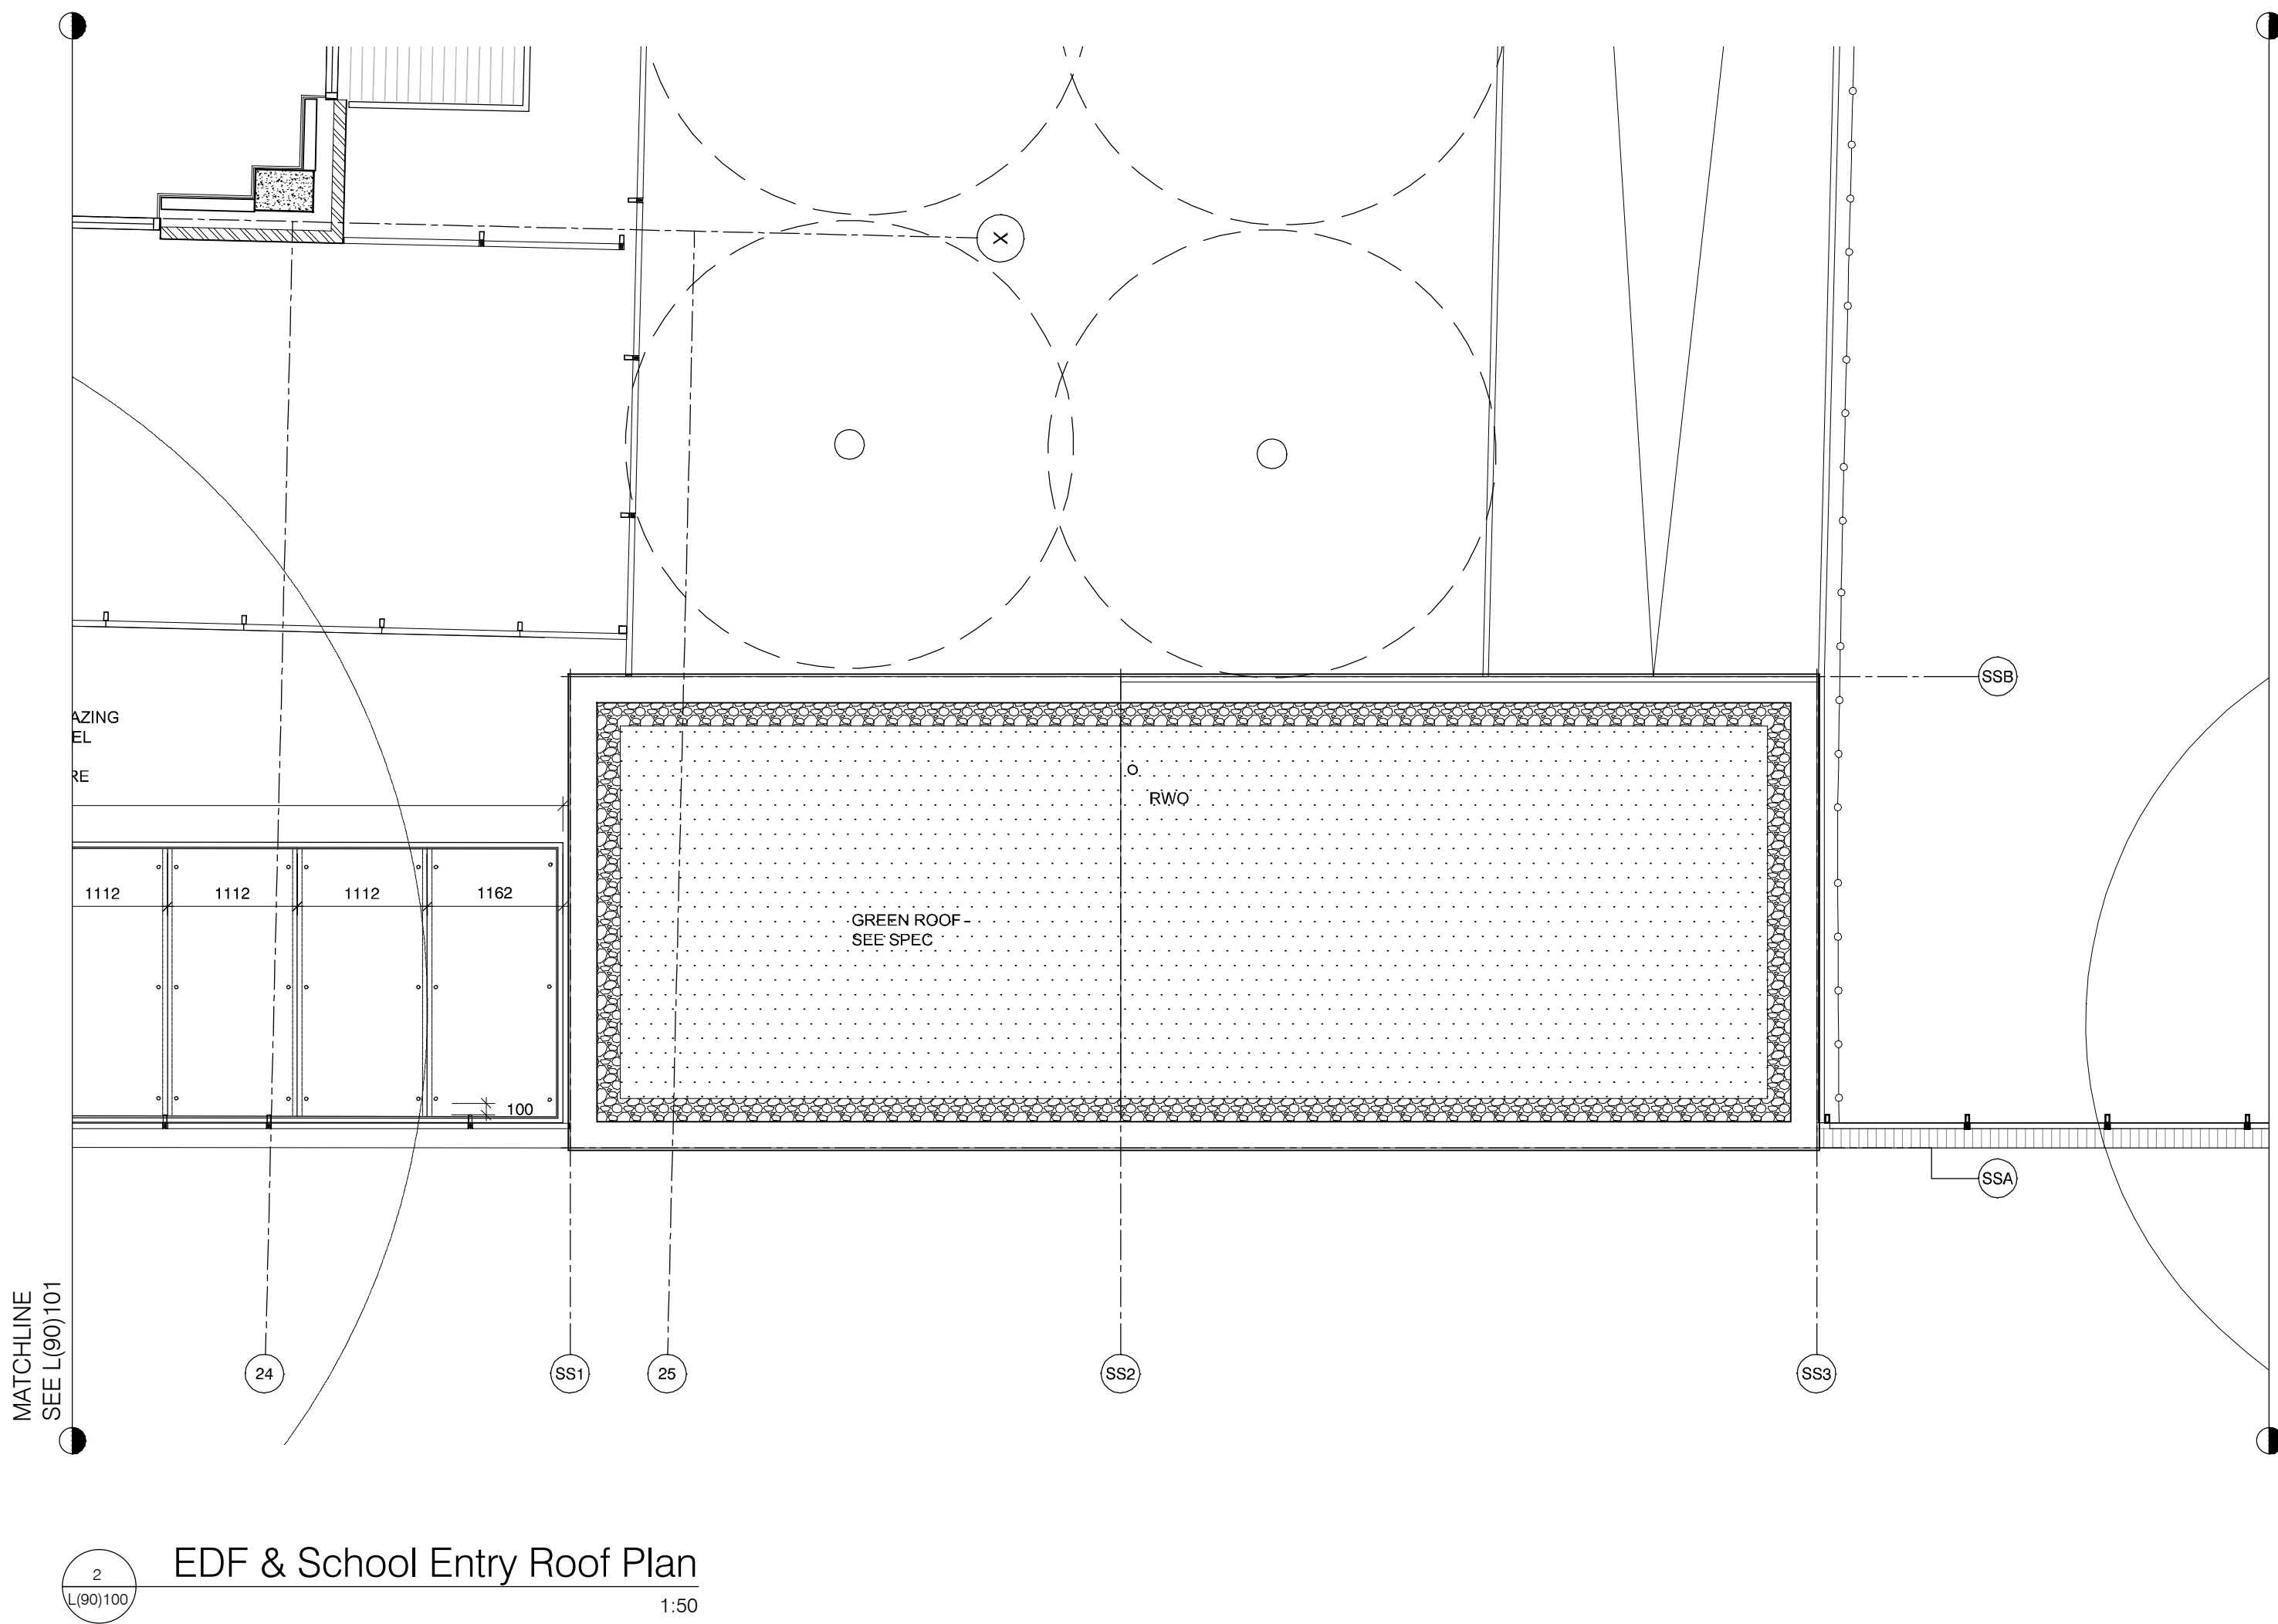 X
SSB
AZING
EL
RE
RWO
1112
1112
1112
1162
GREEN ROOF -
SEE SPEC
100
SSA
MATCHLINE
SEE L(90)101
24
SS1
25
SS2
SS3
2
L(90)100
EDF & School Entry Roof Plan
1:50